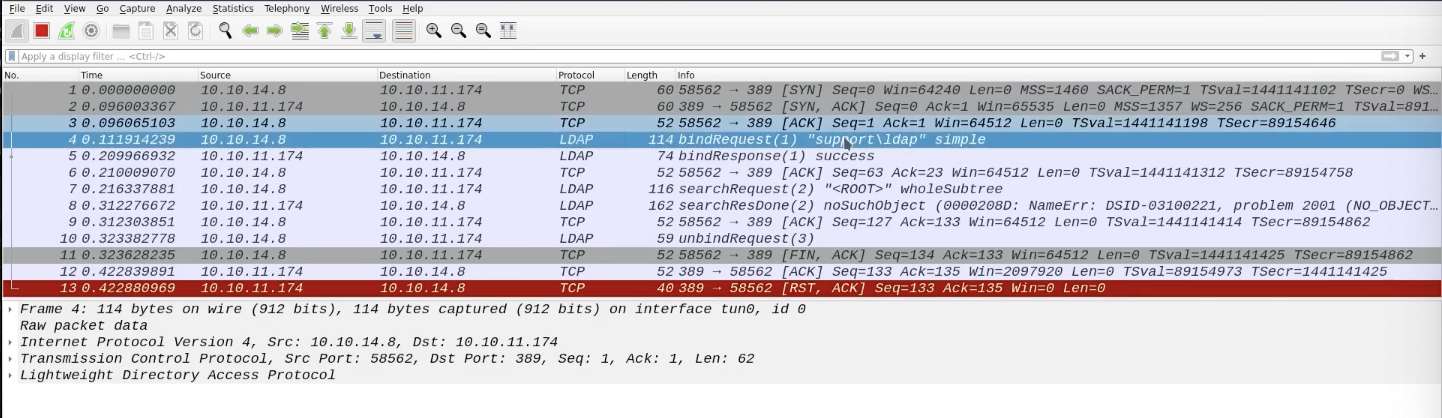 File Edit View Go Capture Analyze Statistics Telephony Wireless Tools Help
Apply a display filter ... <Ctrl-/>
No. Time Source Destination Protocol Length Info
1 0.000000000 10.10.14.8 10.10.11.174 TCP 60 58562 → 389 [SYN] Seq=0 Win=64240 Len=0 MSS=1460 SACK_PERM=1 TSval=1441141102 TSecr=0 WS…
2 0.096003367 10.10.11.174 10.10.14.8 TCP 60 389 → 58562 [SYN, ACK] Seq=0 Ack=1 Win=65535 Len=0 MSS=1357 WS=256 SACK_PERM=1 TSval=891…
3 0.096065103 10.10.14.8 10.10.11.174 TCP 52 58562 → 389 [ACK] Seq=1 Ack=1 Win=64512 Len=0 TSval=1441141198 TSecr=89154646
4 0.111914239 10.10.14.8 10.10.11.174 LDAP 114 bindRequest(1) "support\ldap" simple
5 0.209966932 10.10.11.174 10.10.14.8 LDAP 74 bindResponse(1) success
6 0.210009070 10.10.14.8 10.10.11.174 TCP 52 58562 → 389 [ACK] Seq=63 Ack=23 Win=64512 Len=0 TSval=1441141312 TSecr=89154758
7 0.216337881 10.10.14.8 10.10.11.174 LDAP 116 searchRequest(2) "<ROOT>" wholeSubtree
8 0.312276672 10.10.11.174 10.10.14.8 LDAP 162 searchResDone(2) noSuchObject (0000208D: NameErr: DSID-03100221, problem 2001 (NO_OBJECT…
9 0.312303851 10.10.14.8 10.10.11.174 TCP 52 58562 → 389 [ACK] Seq=127 Ack=133 Win=64512 Len=0 TSval=1441141414 TSecr=89154862
10 0.323382778 10.10.14.8 10.10.11.174 LDAP 59 unbindRequest(3)
11 0.323628235 10.10.14.8 10.10.11.174 TCP 52 58562 → 389 [FIN, ACK] Seq=134 Ack=133 Win=64512 Len=0 TSval=1441141425 TSecr=89154862
12 0.422839891 10.10.11.174 10.10.14.8 TCP 52 389 → 58562 [ACK] Seq=133 Ack=135 Win=2097920 Len=0 TSval=89154973 TSecr=1441141425
13 0.422880969 10.10.11.174 10.10.14.8 TCP 40 389 → 58562 [RST, ACK] Seq=133 Ack=135 Win=0 Len=0
Frame 4: 114 bytes on wire (912 bits), 114 bytes captured (912 bits) on interface tun0, id 0
Raw packet data
Internet Protocol Version 4, Src: 10.10.14.8, Dst: 10.10.11.174
Transmission Control Protocol, Src Port: 58562, Dst Port: 389, Seq: 1, Ack: 1, Len: 62
Lightweight Directory Access Protocol